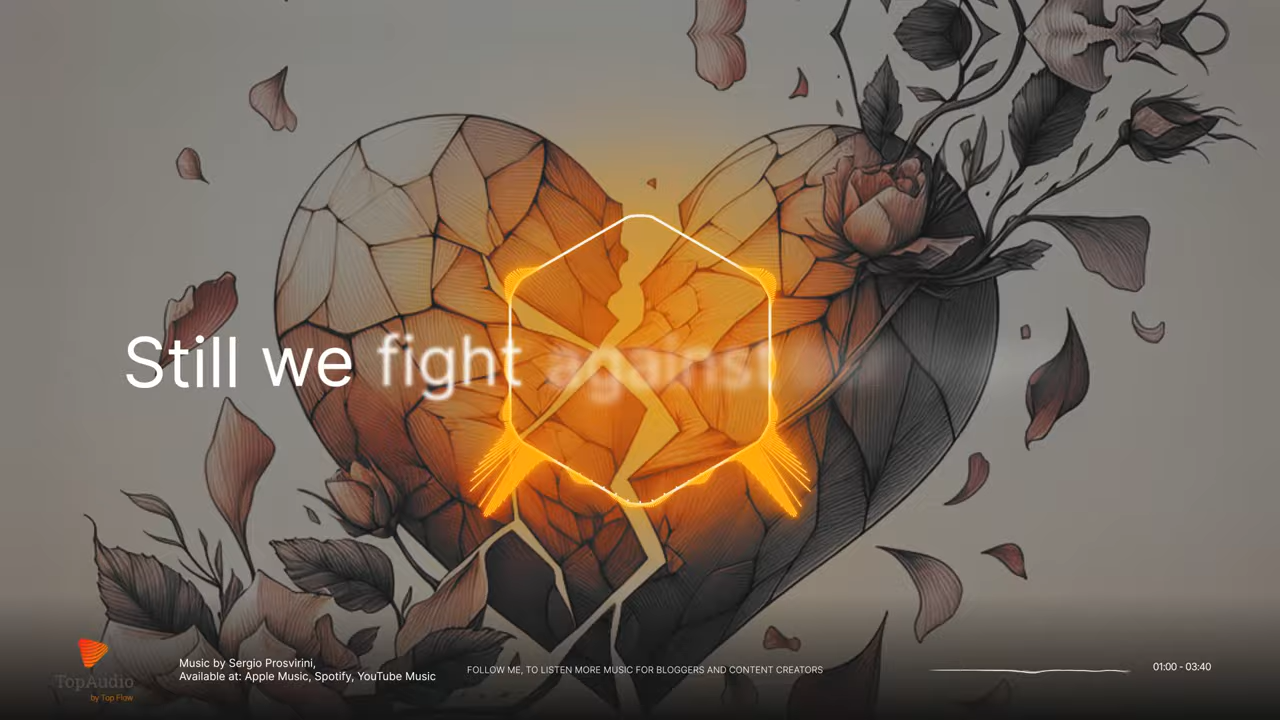 Still we fight against
TopAudio
by Top Flow
Music by Sergio Prosvirini,
Available at: Apple Music, Spotify, YouTube Music
FOLLOW ME, TO LISTEN MORE MUSIC FOR BLOGGERS AND CONTENT CREATORS
01:00 - 03:40